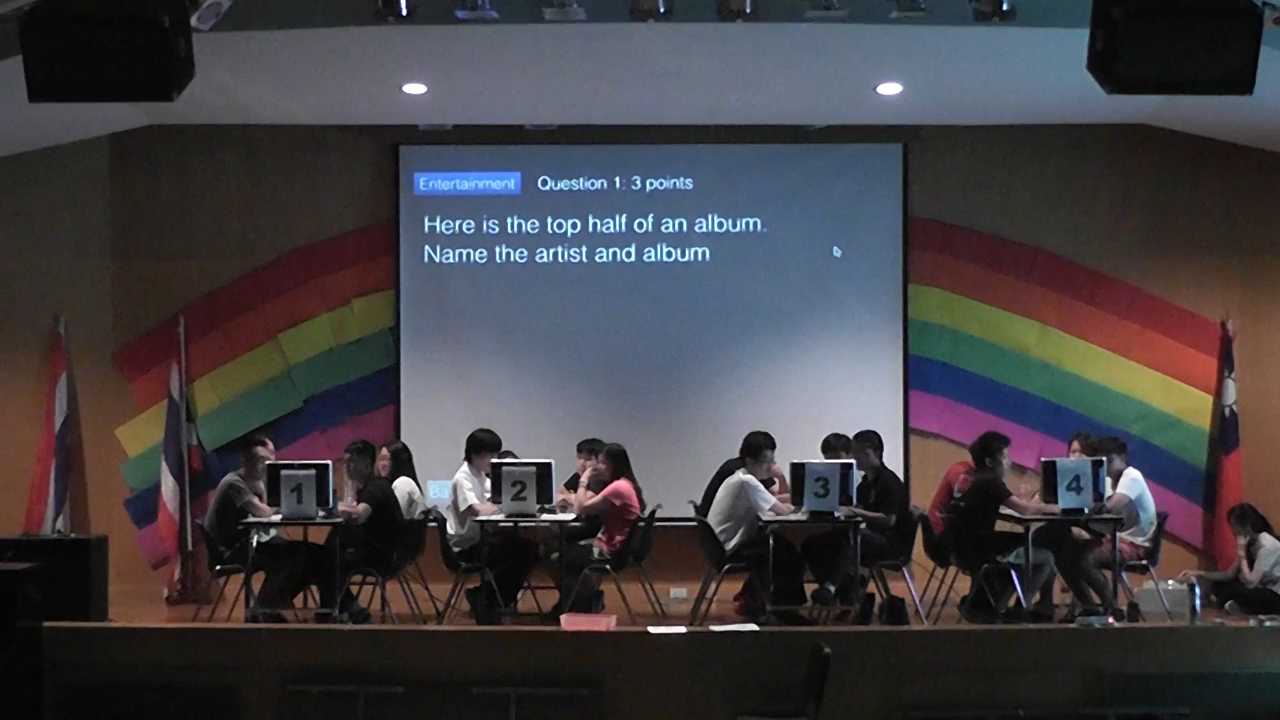 Entertainment Question 1: 3 points
Here is the top half of an album.
Name the artist and album
1
2
3
4